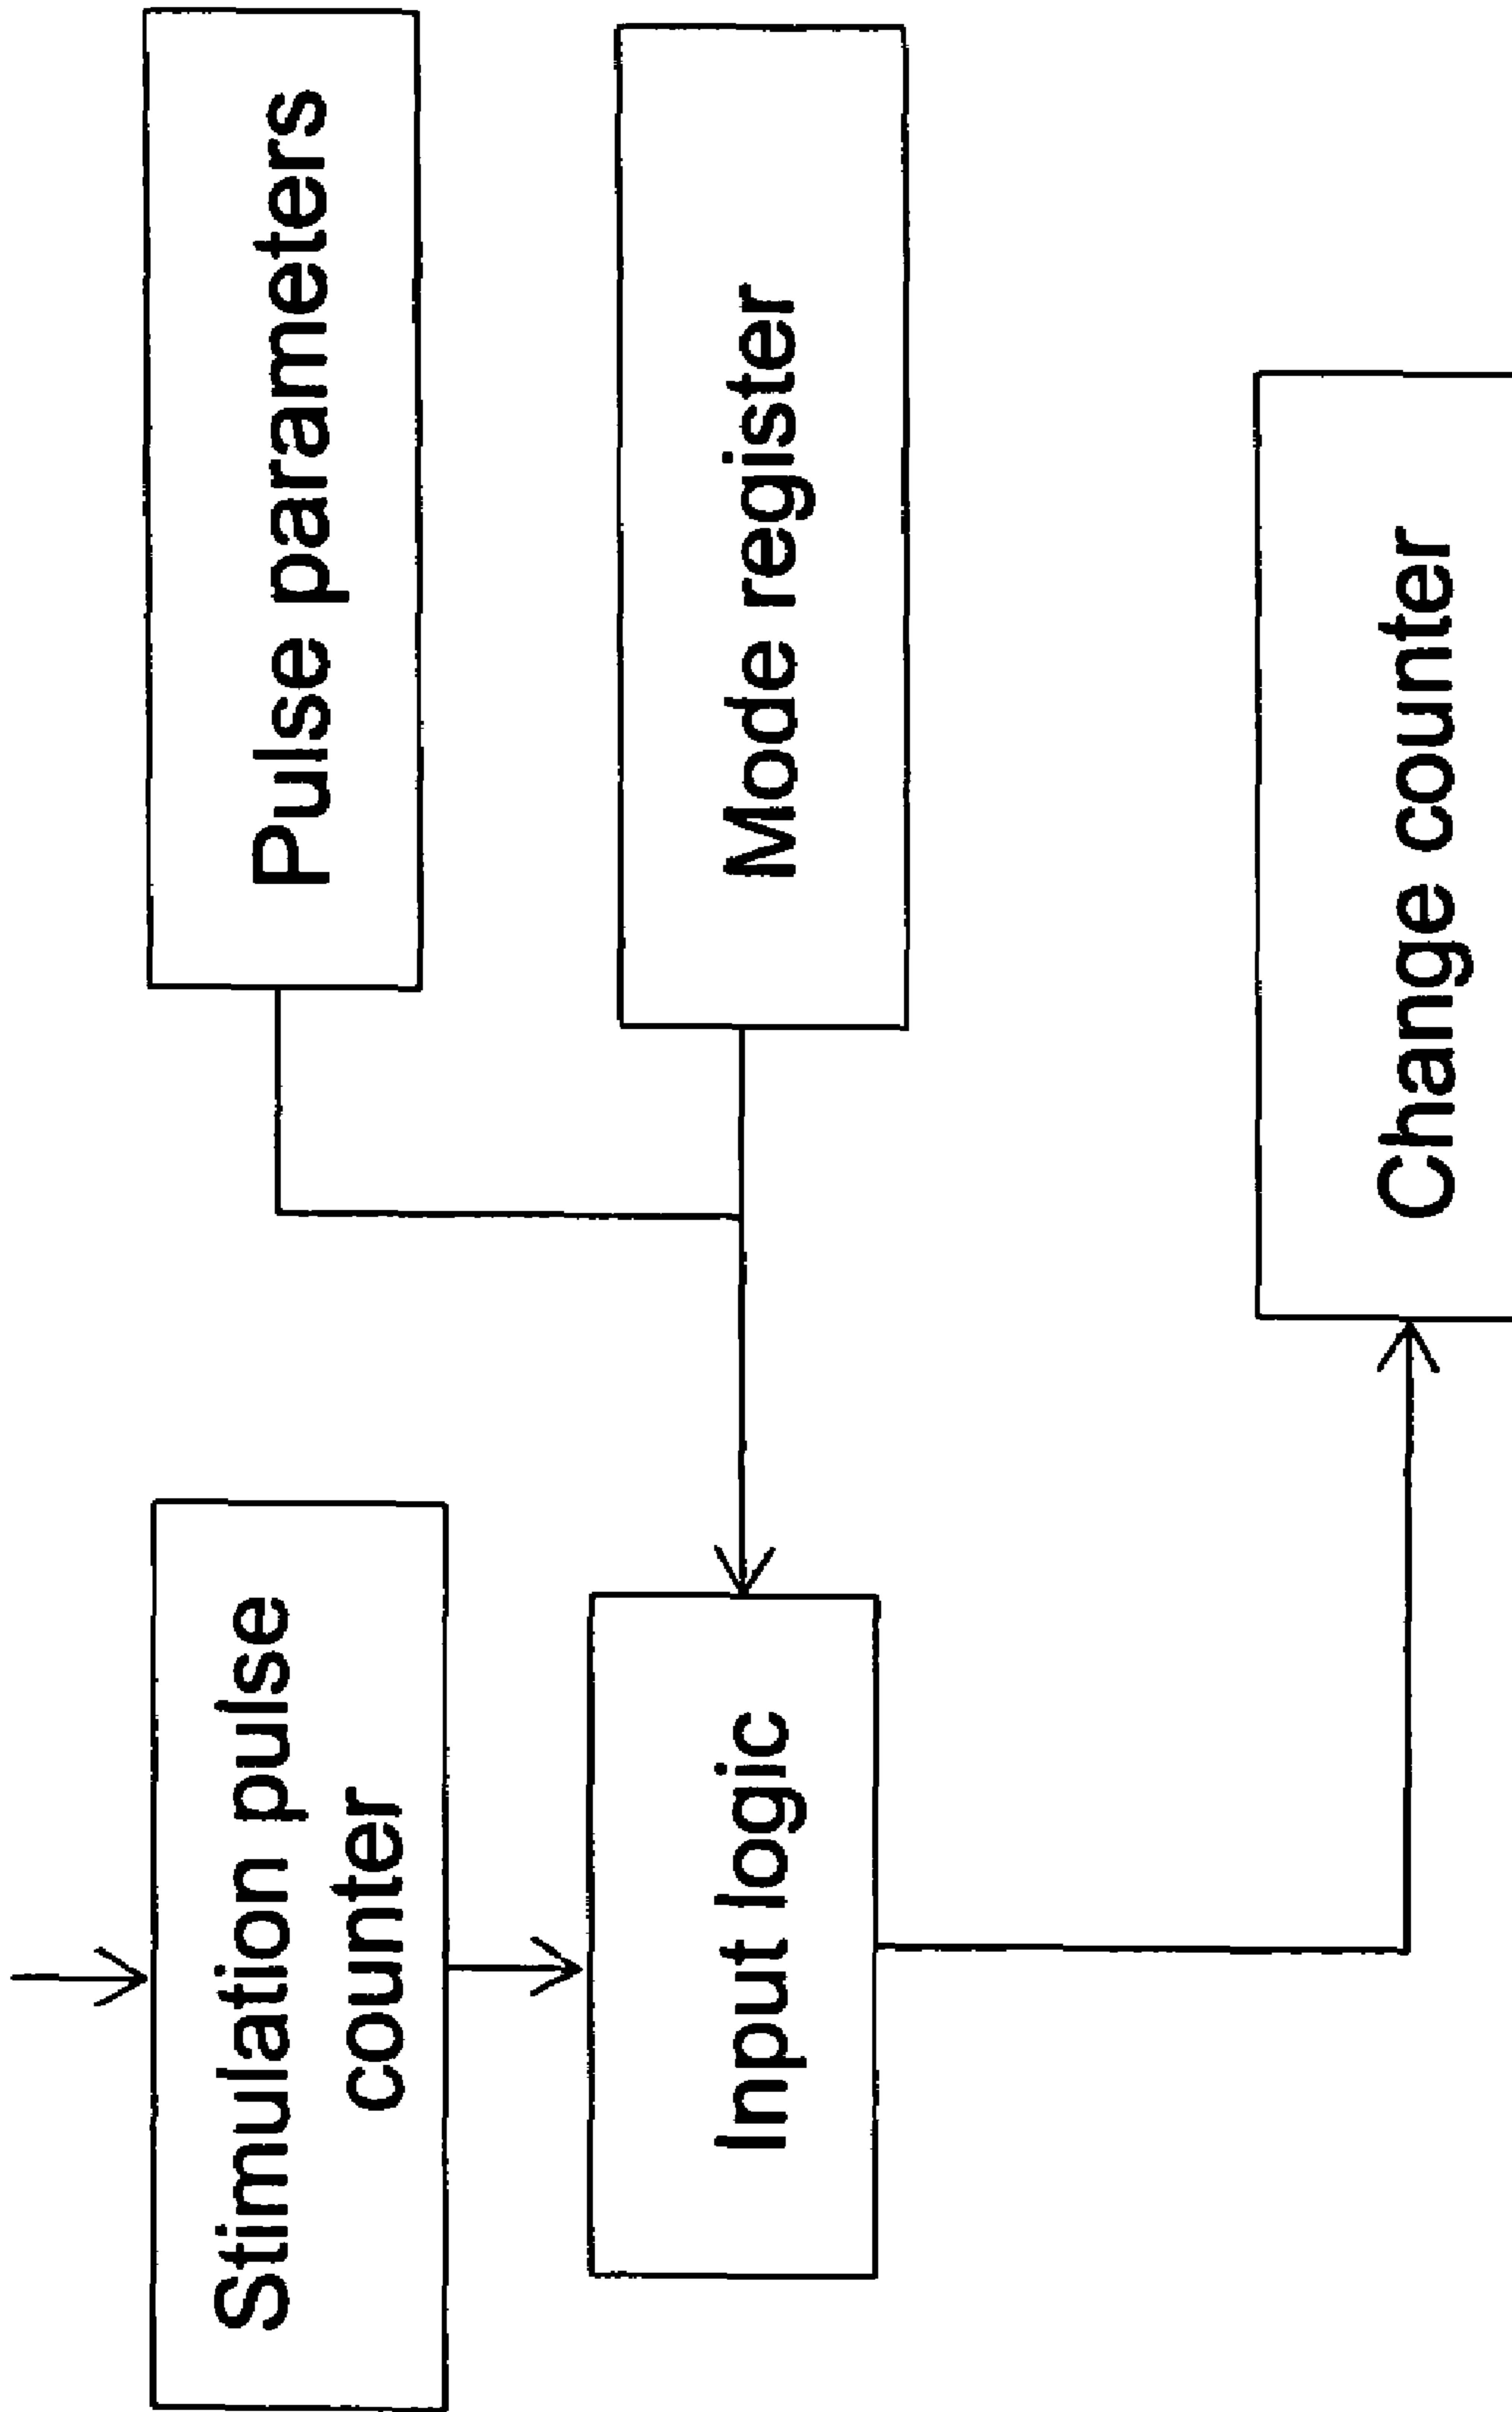 Stimulation pulse
counter
Pulse parameters
Input logic
Mode register
Change counter